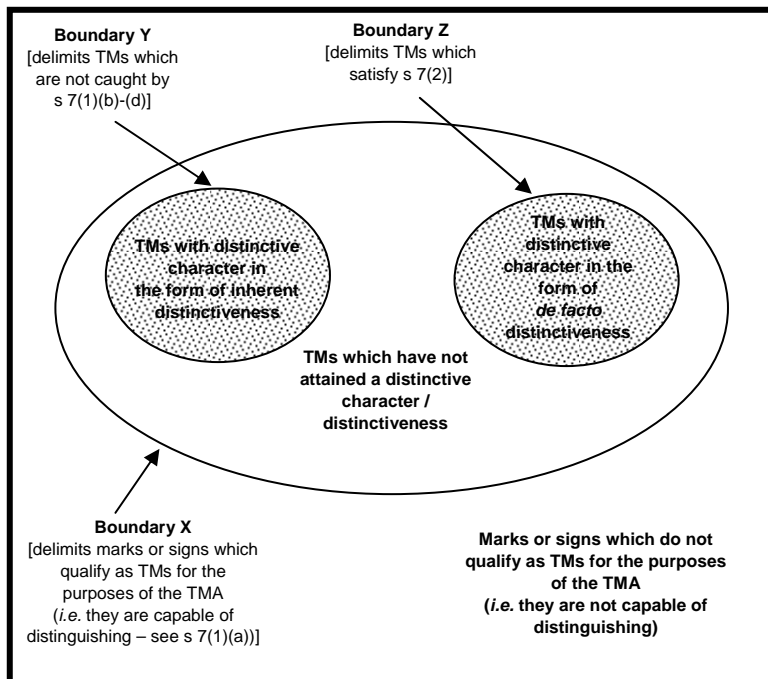 Boundary Y
[delimits TMs which
are not caught by
s 7(1)(b)-(d)]
Boundary Z
[delimits TMs which
satisfy s 7(2)]
TMs with distinctive
character in
the form of inherent
distinctiveness
TMs with
distinctive
character in the
form of
de facto
distinctiveness
TMs which have not
attained a distinctive
character /
distinctiveness
Boundary X
[delimits marks or signs which
qualify as TMs for the
purposes of the TMA
(i.e. they are capable of
distinguishing – see s 7(1)(a))]
Marks or signs which do not
qualify as TMs for the purposes
of the TMA
(i.e. they are not capable of
distinguishing)